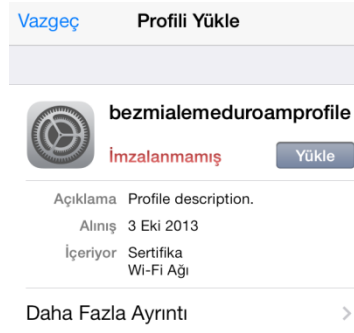 Vazgeç Profili Yükle
bezmialemeduroamprofile
İmzalanmamış Yükle
Açıklama Profile description.
Alınış 3 Eki 2013
İçeriyor Sertifika
Wi-Fi Ağı
Daha Fazla Ayrıntı